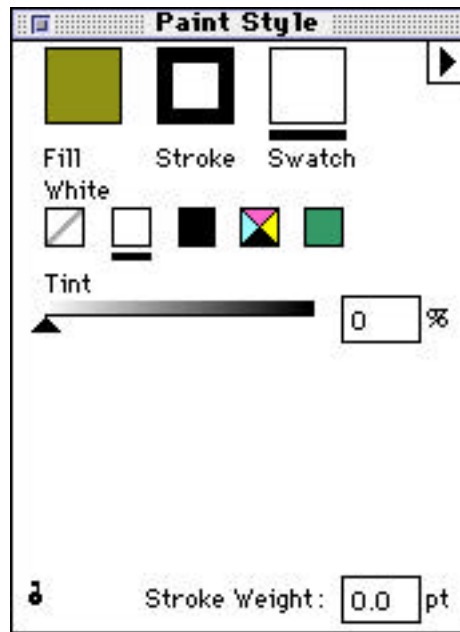 Paint Style
Fill Stroke Swatch
White
Tint
0 %
Stroke Weight: 0.0 pt